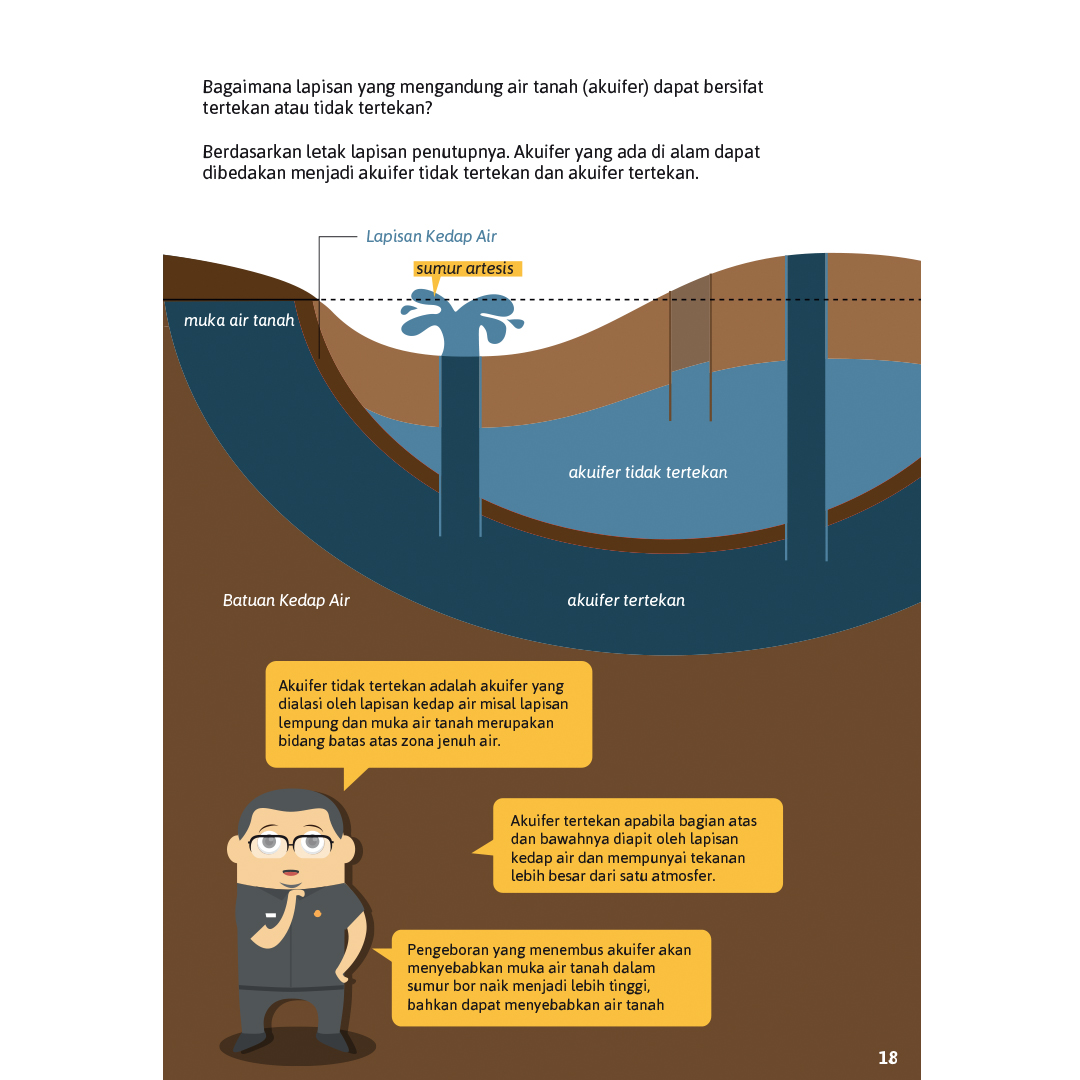 Bagaimana lapisan yang mengandung air tanah (akuifer) dapat bersifat
tertekan atau tidak tertekan?
Berdasarkan letak lapisan penutupnya. Akuifer yang ada di alam dapat
dibedakan menjadi akuifer tidak tertekan dan akuifer tertekan.
Lapisan Kedap Air
sumur artesis
muka air tanah
akuifer tidak tertekan
Batuan Kedap Air
akuifer tertekan
Akuifer tidak tertekan adalah akuifer yang
dialasi oleh lapisan kedap air misal lapisan
lempung dan muka air tanah merupakan
bidang batas atas zona jenuh air.
Akuifer tertekan apabila bagian atas
dan bawahnya diapit oleh lapisan
kedap air dan mempunyai tekanan
lebih besar dari satu atmosfer.
Pengeboran yang menembus akuifer akan
menyebabkan muka air tanah dalam
sumur bor naik menjadi lebih tinggi,
bahkan dapat menyebabkan air tanah
18